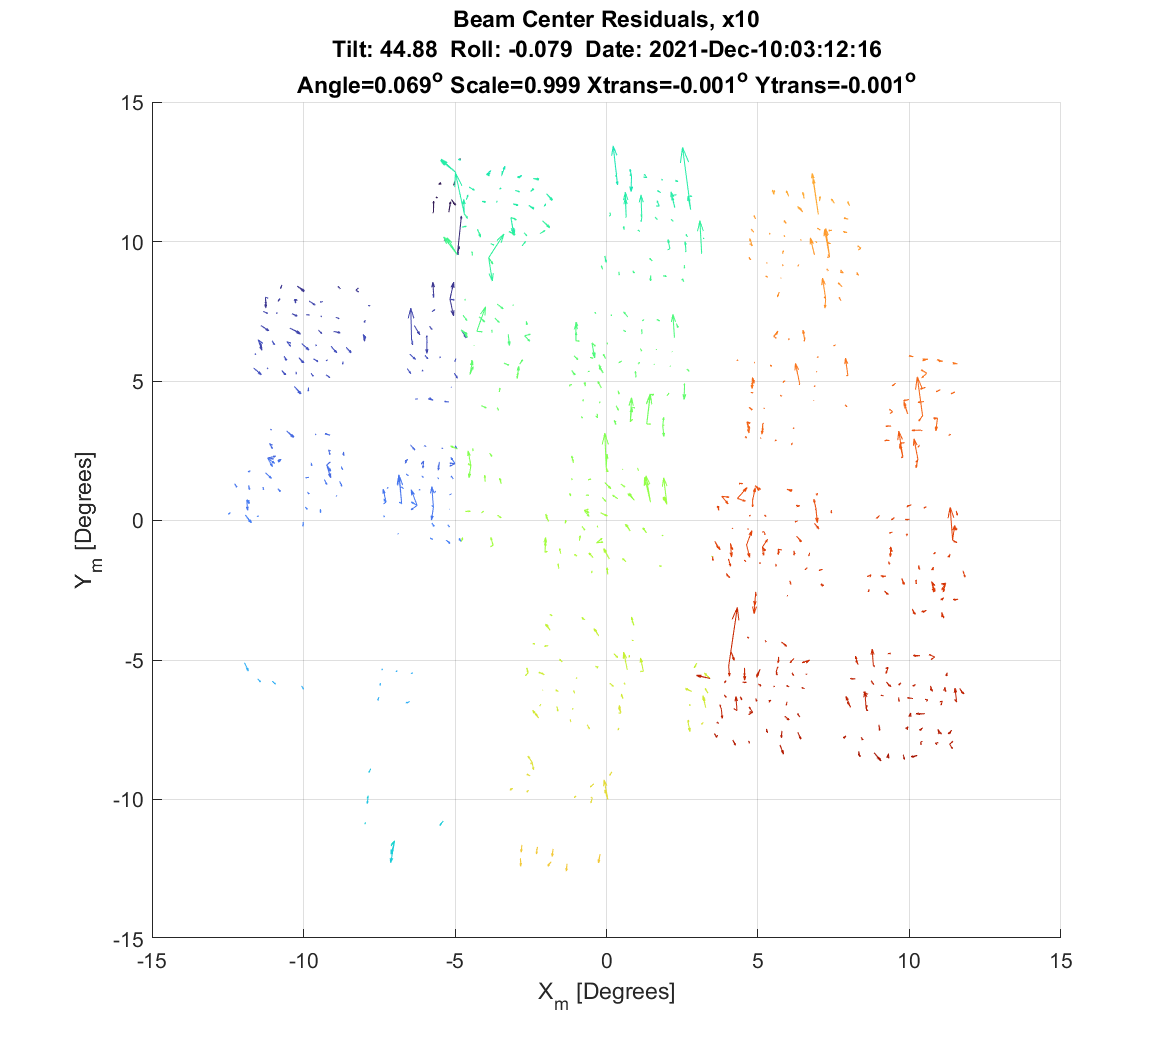 Beam Center Residuals, x10
Tilt: 44.88  Roll: -0.079  Date: 2021-Dec-10:03:12:16
Angle=0.069° Scale=0.999 Xtrans=-0.001° Ytrans=-0.001°
15
10
5
0
-5
-10
-15
Y_m [Degrees]
-15 -10 -5 0 5 10 15
X_m [Degrees]